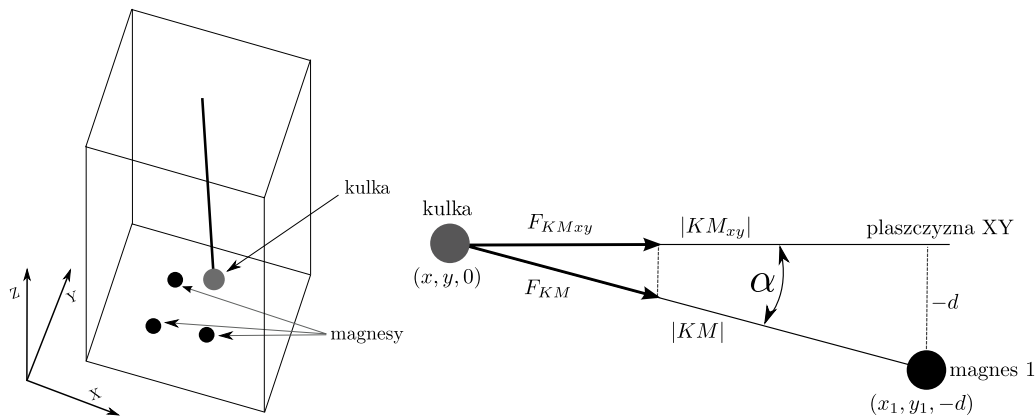 kulka
magnesy
Z
Y
X
kulka
(x, y, 0)
F_{KMxy}
|KM_{xy}|
plaszczyzna XY
F_{KM}
α
|KM|
-d
magnes 1
(x_1, y_1, -d)